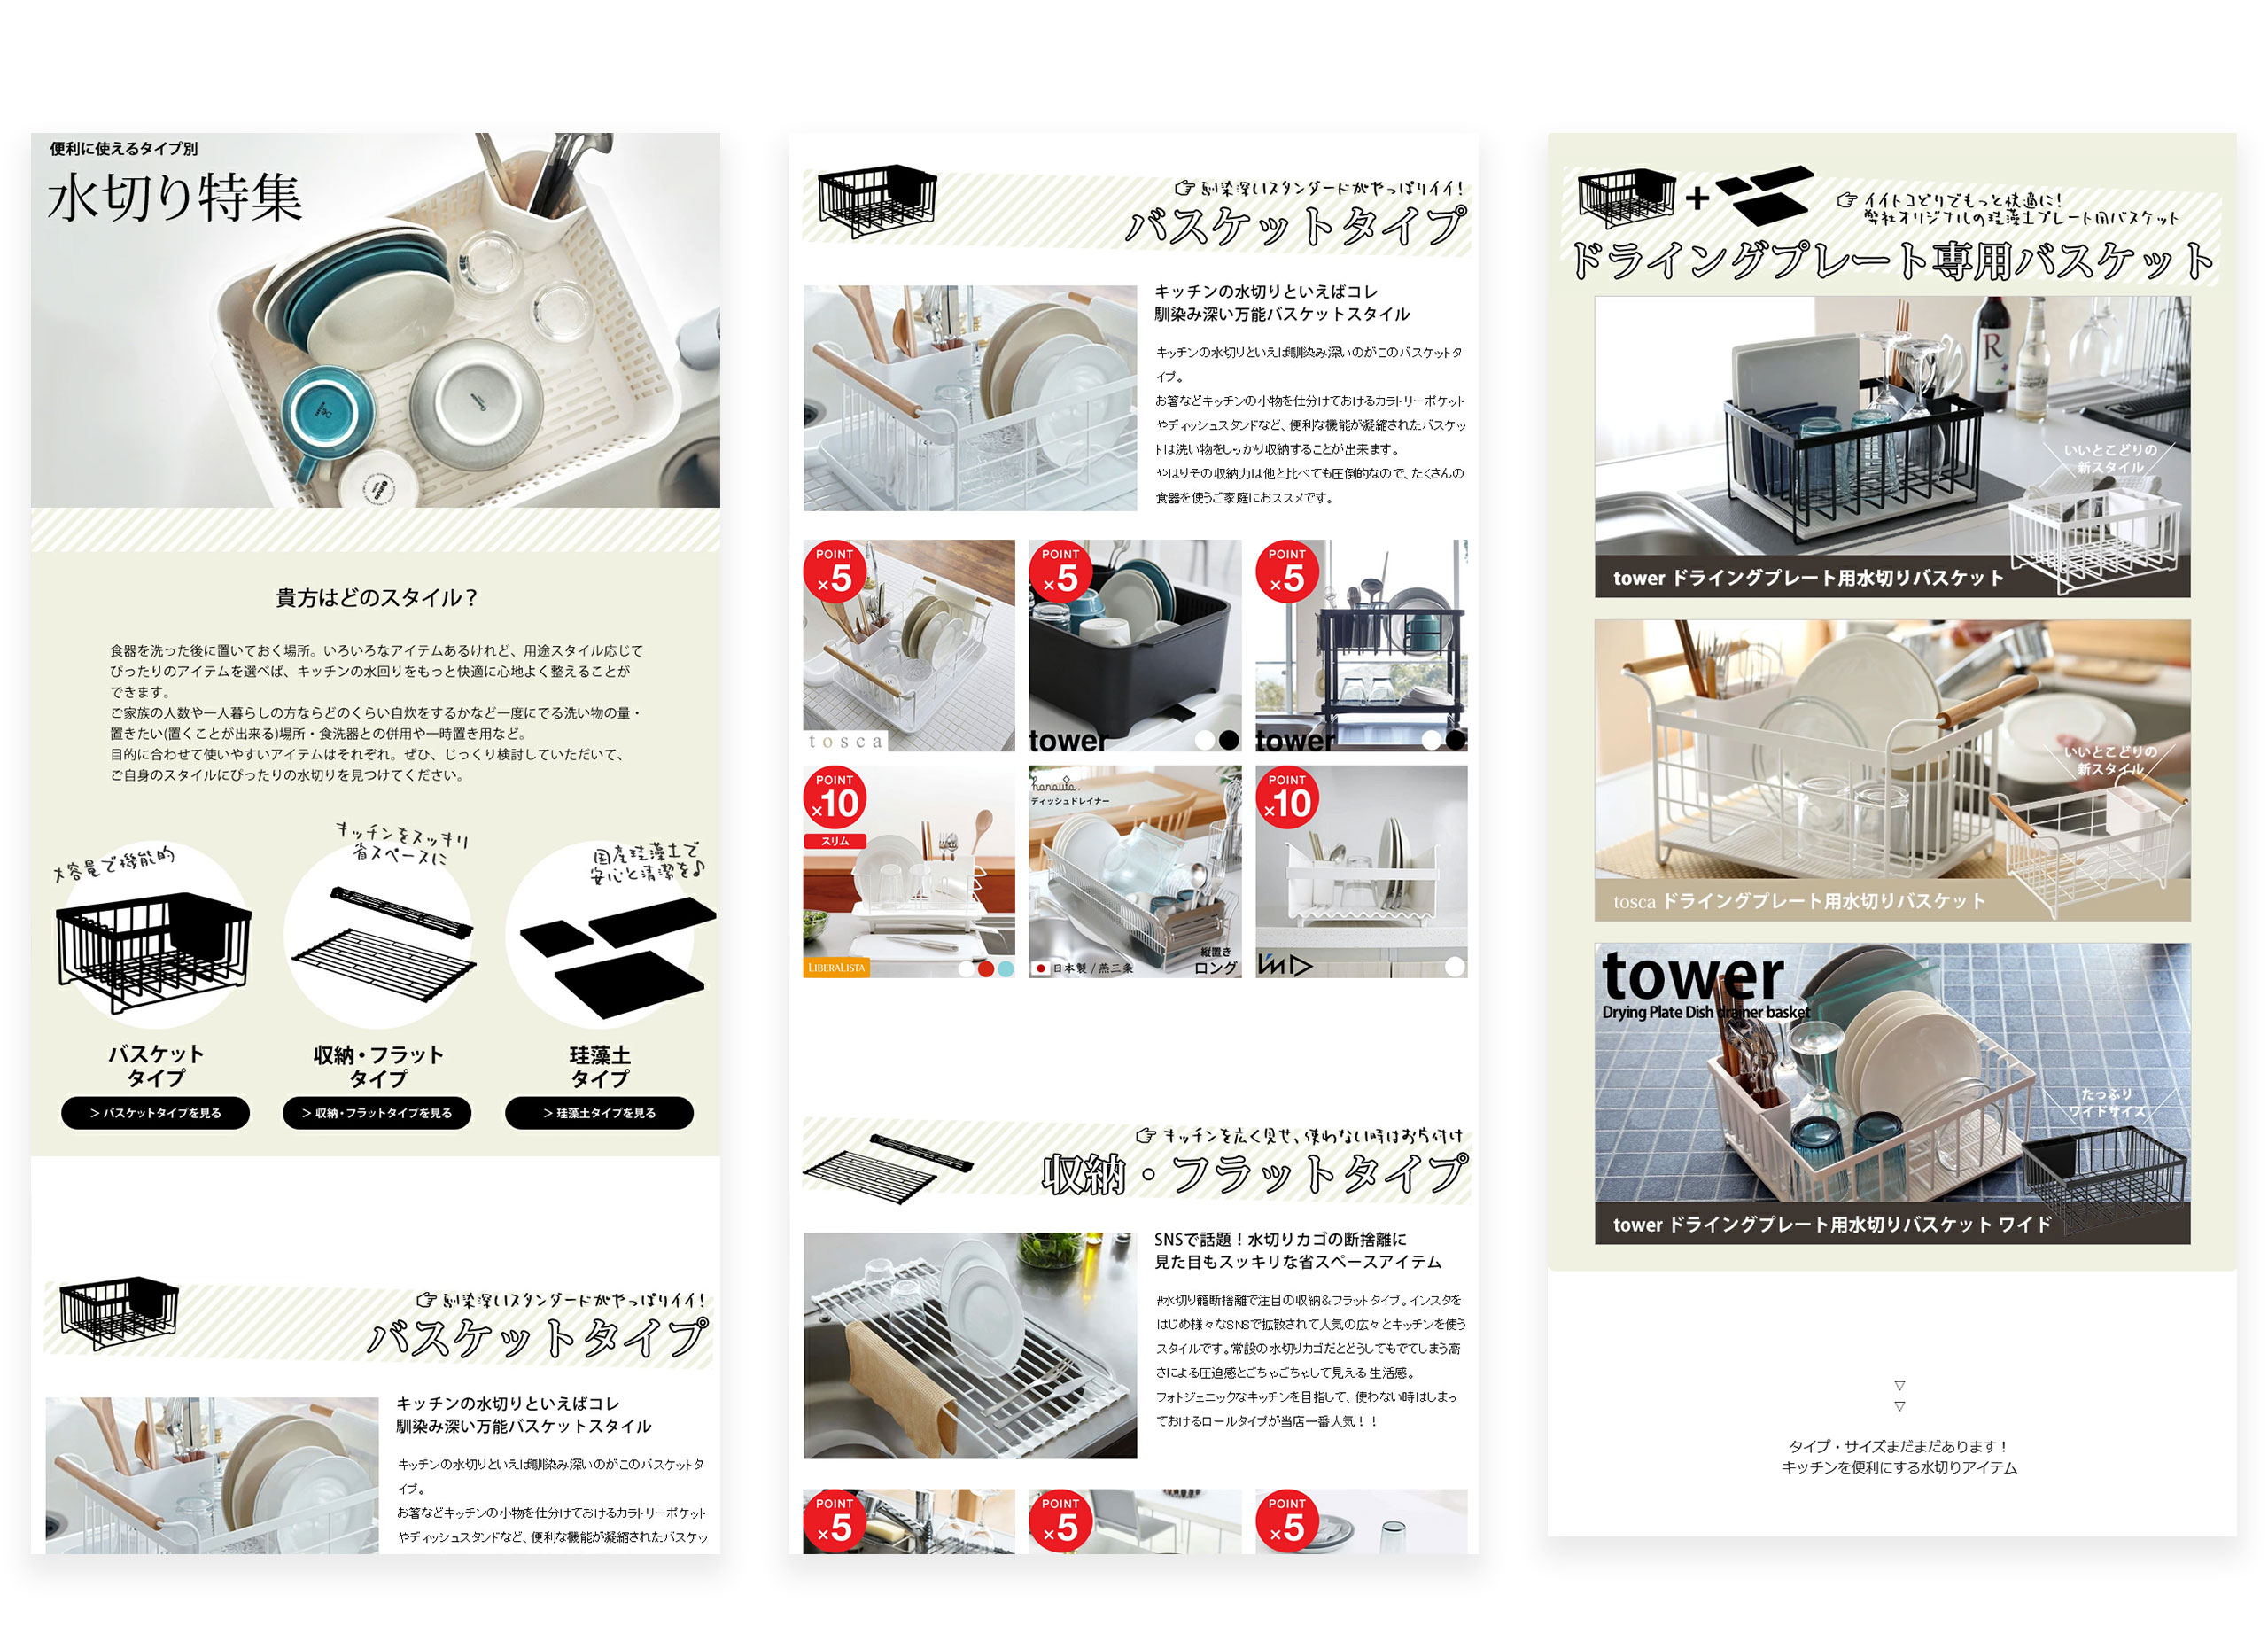 便利に使えるタイプ別
水切り特集
貴方はどのスタイル？
食器を洗った後に置いておく場所。いろいろなアイテムあるけれど、用途スタイル応じて
ぴったりのアイテムを選べば、キッチンの水回りをもっと快適に心地よく整えることが
できます。
ご家族の人数や一人暮らしの方ならどのくらい自炊をするかなど一度にでる洗い物の量・
置きたい(置くことが出来る)場所・食洗器との併用や一時置き用など。
目的に合わせて使いやすいアイテムはそれぞれ。ぜひ、じっくり検討していただいて、
ご自身のスタイルにぴったりの水切りを見つけてください。
大容量で機能的
キッチンをスッキリ
省スペースに
国産珪藻土で
安心と清潔を♪
バスケット
タイプ
収納・フラット
タイプ
珪藻土
タイプ
＞バスケットタイプを見る
＞収納・フラットタイプを見る
＞珪藻土タイプを見る
馴染深いスタンダードがやっぱりイイ！
バスケットタイプ
キッチンの水切りといえばコレ
馴染み深い万能バスケットスタイル
キッチンの水切りといえば馴染み深いのがこのバスケットタ
イプ。
お箸などキッチンの小物を仕分けておけるカラトリーポケット
やディッシュスタンドなど、便利な機能が凝縮されたバスケッ
馴染深いスタンダードがやっぱりイイ！
バスケットタイプ
キッチンの水切りといえばコレ
馴染み深い万能バスケットスタイル
キッチンの水切りといえば馴染み深いのがこのバスケットタ
イプ。
お箸などキッチンの小物を仕分けておけるカラトリーポケット
やディッシュスタンドなど、便利な機能が凝縮されたバスケッ
トは洗い物をしっかり収納することが出来ます。
やはりその収納力は他と比べても圧倒的なので、たくさんの
食器を使うご家庭におススメです。
POINT
×5
tosca
POINT
×5
tower
POINT
×5
tower
POINT
×10
スリム
LIBERALISTA
hanauta.
ディッシュドレイナー
日本製/燕三条
縦置き
ロング
POINT
×10
収納・フラットタイプ
キッチンを広く見せ、使わない時はお片付け
SNSで話題！水切りカゴの断捨離に
見た目もスッキリな省スペースアイテム
#水切り籠断捨離で注目の収納＆フラットタイプ。インスタを
はじめ様々なSNSで拡散されて人気の広々とキッチンを使う
スタイルです。常設の水切りカゴだとどうしてもでてしまう高
さによる圧迫感とごちゃごちゃして見える生活感。
フォトジェニックなキッチンを目指して、使わない時はしまっ
ておけるロールタイプが当店一番人気！！
POINT
×5
POINT
×5
POINT
×5
イイトコどりでもっと快適に！
弊社オリジナルの珪藻土プレート用バスケット
ドライングプレート専用バスケット
R
いいとこどりの
新スタイル
tower ドライングプレート用水切りバスケット
いいとこどりの
新スタイル
tosca ドライングプレート用水切りバスケット
tower
Drying Plate Dish drainer basket
たっぷり
ワイドサイズ
tower ドライングプレート用水切りバスケット ワイド
▽
▽
タイプ・サイズまだまだあります！
キッチンを便利にする水切りアイテム